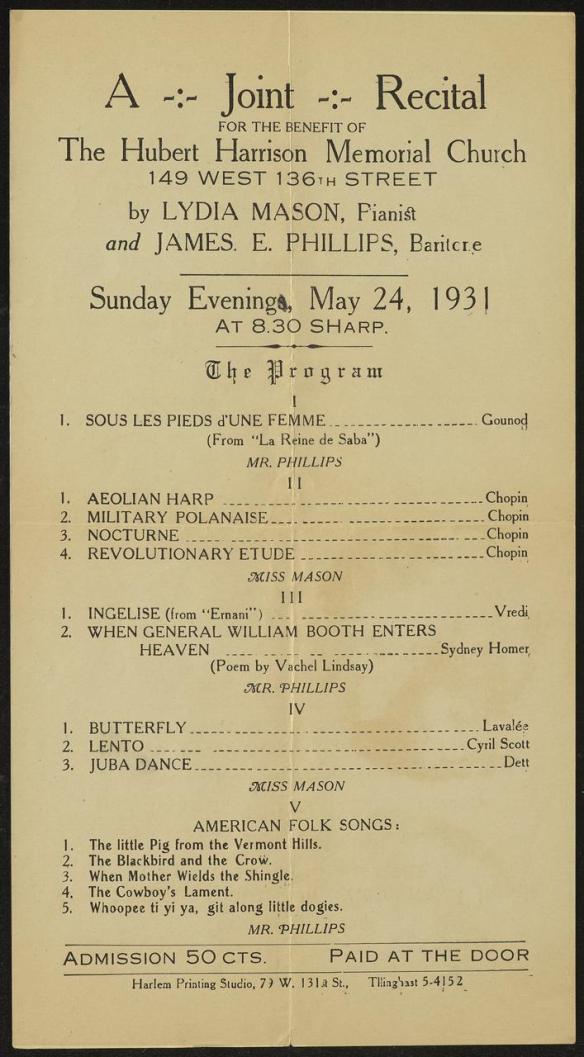 A -:- Joint -:- Recital
FOR THE BENEFIT OF
The Hubert Harrison Memorial Church
149 WEST 136TH STREET
by LYDIA MASON, Pianist
and JAMES. E. PHILLIPS, Baritcre
Sunday Evening, May 24, 1931
AT 8.30 SHARP.
The Program
I
1. SOUS LES PIEDS d'UNE FEMME Gounod
(From "La Reine de Saba")
MR. PHILLIPS
II
1. AEOLIAN HARP Chopin
2. MILITARY POLANAISE Chopin
3. NOCTURNE Chopin
4. REVOLUTIONARY ETUDE Chopin
MISS MASON
III
1. INGELISE (from "Ernani") Vredi
2. WHEN GENERAL WILLIAM BOOTH ENTERS
HEAVEN Sydney Homer
(Poem by Vachel Lindsay)
MR. PHILLIPS
IV
1. BUTTERFLY Lavalée
2. LENTO Cyril Scott
3. JUBA DANCE Dett
MISS MASON
V
AMERICAN FOLK SONGS:
1. The little Pig from the Vermont Hills.
2. The Blackbird and the Crow.
3. When Mother Wields the Shingle.
4. The Cowboy's Lament.
5. Whoopee ti yi ya, git along little dogies.
MR. PHILLIPS
ADMISSION 50 CTS. PAID AT THE DOOR
Harlem Printing Studio, 79 W. 131st St., 5-4152